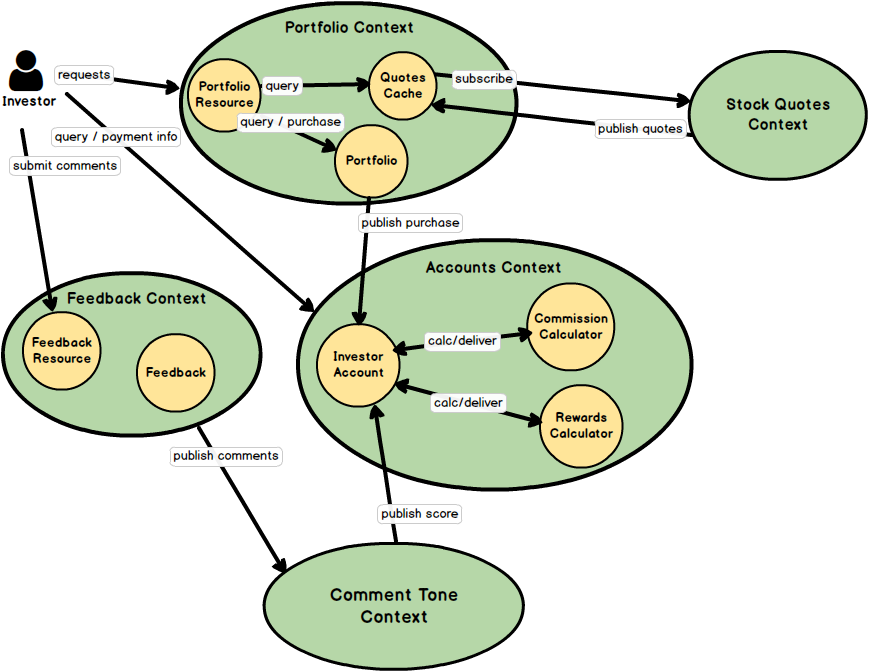 Portfolio Context
Investor
requests
Portfolio
Resource
query
Quotes
Cache
subscribe
Stock Quotes
Context
query / purchase
publish quotes
query / payment info
Portfolio
submit comments
publish purchase
Accounts Context
Feedback Context
Commission
Calculator
Feedback
Resource
calc/deliver
Investor
Account
Feedback
calc/deliver
Rewards
Calculator
publish comments
publish score
Comment Tone
Context